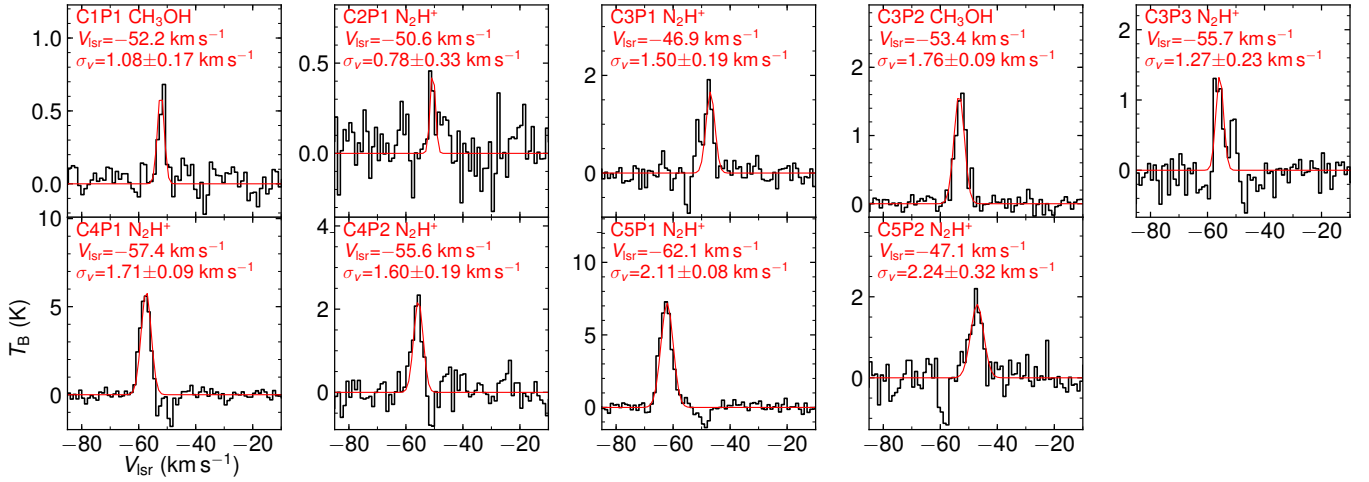 C1P1 CH₃OH
V_lsr=−52.2 km s⁻¹
σ_v=1.08±0.17 km s⁻¹
1.0
0.5
0.0
C2P1 N₂H⁺
V_lsr=−50.6 km s⁻¹
σ_v=0.78±0.33 km s⁻¹
0.5
0.0
C3P1 N₂H⁺
V_lsr=−46.9 km s⁻¹
σ_v=1.50±0.19 km s⁻¹
2
0
C3P2 CH₃OH
V_lsr=−53.4 km s⁻¹
σ_v=1.76±0.09 km s⁻¹
2
1
0
C3P3 N₂H⁺
V_lsr=−55.7 km s⁻¹
σ_v=1.27±0.23 km s⁻¹
2
1
0
−80 −60 −40 −20
C4P1 N₂H⁺
V_lsr=−57.4 km s⁻¹
σ_v=1.71±0.09 km s⁻¹
10
5
0
T_B (K)
−80 −60 −40 −20
V_lsr (km s⁻¹)
C4P2 N₂H⁺
V_lsr=−55.6 km s⁻¹
σ_v=1.60±0.19 km s⁻¹
4
2
0
−80 −60 −40 −20
C5P1 N₂H⁺
V_lsr=−62.1 km s⁻¹
σ_v=2.11±0.08 km s⁻¹
10
5
0
−80 −60 −40 −20
C5P2 N₂H⁺
V_lsr=−47.1 km s⁻¹
σ_v=2.24±0.32 km s⁻¹
2
0
−80 −60 −40 −20